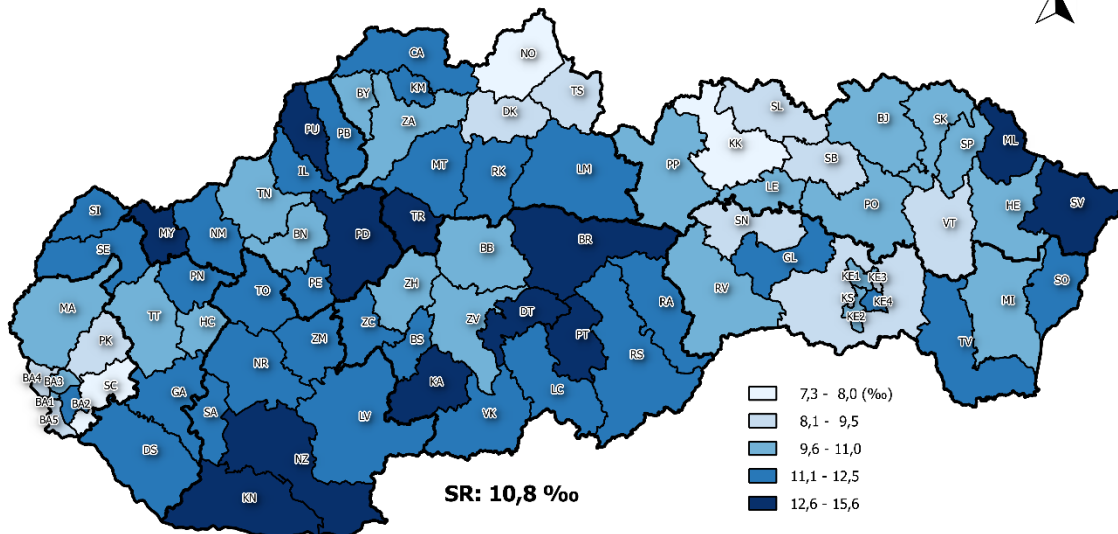 NO
CA
TS
KM
BY
DK
SL
ZA
BJ
SK
PU
PB
KK
SP
ML
SB
PP
MT
RK
LM
IL
LE
TN
PO
HE
SV
SI
TR
SN
VT
MY
NM
BN
PD
BR
SE
BB
GL
PN
KE1
KE3
SO
PE
ZH
RV
RA
TO
KS
KE4
MI
MA
DT
KE2
TT
HC
ZC
ZV
PK
ZM
BS
PT
TV
RS
NR
BA4
BA3
SC
KA
GA
LC
BA1
BA2
SA
LV
VK
BA5
DS
NZ
KN
7,3 - 8,0 (‰)
8,1 - 9,5
9,6 - 11,0
11,1 - 12,5
12,6 - 15,6
SR: 10,8 ‰